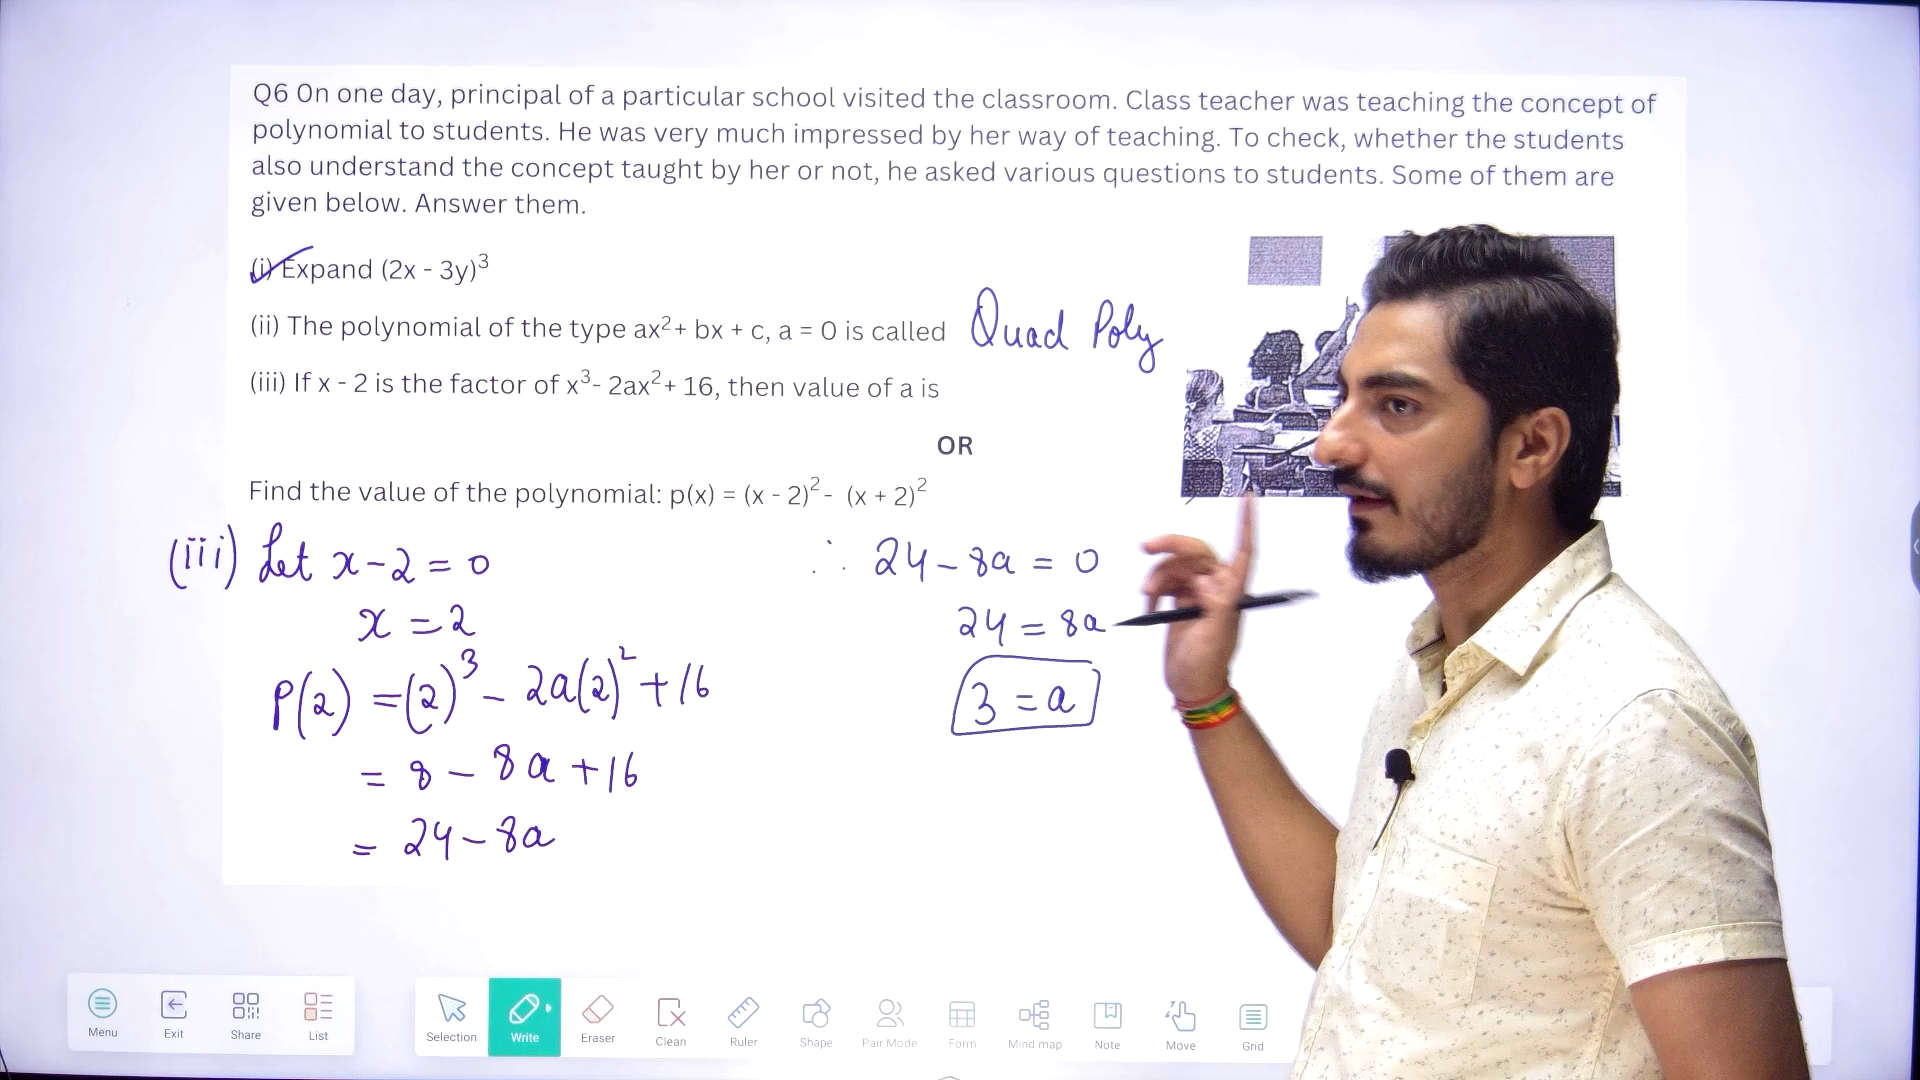 Q6 On one day, principal of a particular school visited the classroom. Class teacher was teaching the concept of
polynomial to students. He was very much impressed by her way of teaching. To check, whether the students
also understand the concept taught by her or not, he asked various questions to students. Some of them are
given below. Answer them.
(i) Expand (2x - 3y)³
(ii) The polynomial of the type ax²+ bx + c, a = 0 is called Quad Poly
(iii) If x - 2 is the factor of x³- 2ax²+ 16, then value of a is
OR
Find the value of the polynomial: p(x) = (x - 2)²- (x + 2)²
(iii) Let x-2 = 0
x = 2
P(2) = (2)³ - 2a(2)² + 16
= 8 - 8a + 16
= 24 - 8a
∴ 24 - 8a = 0
24 = 8a
3 = a
Menu Exit Share List Selection Write Eraser Clean Ruler Shape Pair Mode Form Mind map Note Move Grid